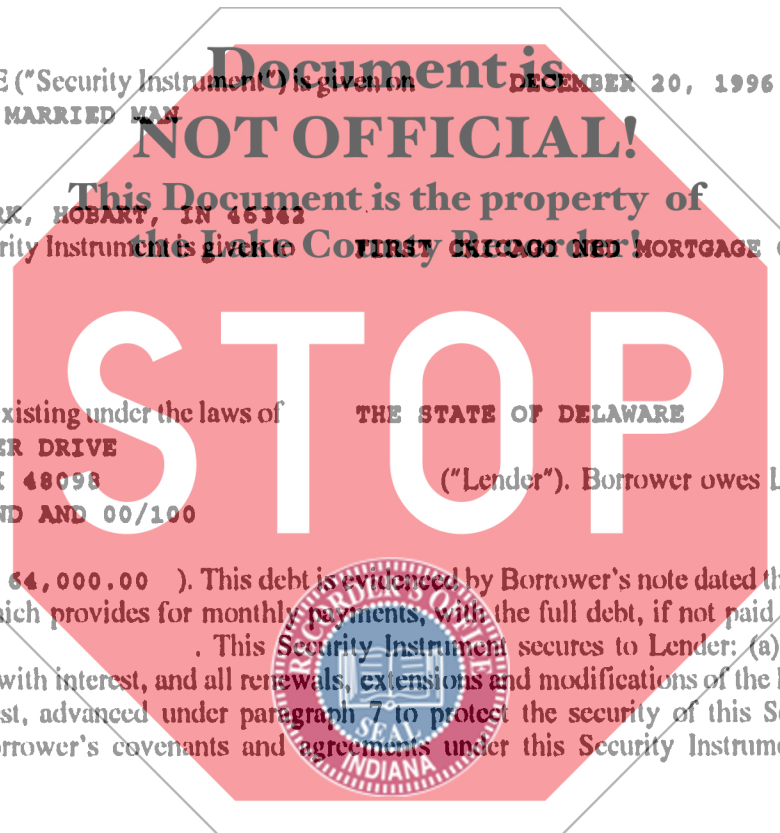 Document is
E ("Security Instrument") is given on DECEMBER 20, 1996
MARRIED MAN
NOT OFFICIAL!
This Document is the property of
RK, HOBART, IN 46342
the Lake County Recorder!
rity Instrument is given to FIRST CHICAGO NBD MORTGAGE
STOP
xisting under the laws of THE STATE OF DELAWARE
ER DRIVE
48098
("Lender"). Borrower owes L
ND AND 00/100
64,000.00 ). This debt is evidenced by Borrower's note dated th
ich provides for monthly payments, with the full debt, if not paid
. This Security Instrument secures to Lender: (a)
with interest, and all renewals, extensions and modifications of the
st, advanced under paragraph 7 to protect the security of this S
orrower's covenants and agreements under this Security Instrume
RECORDER'S OFFICE
SEAL
INDIANA